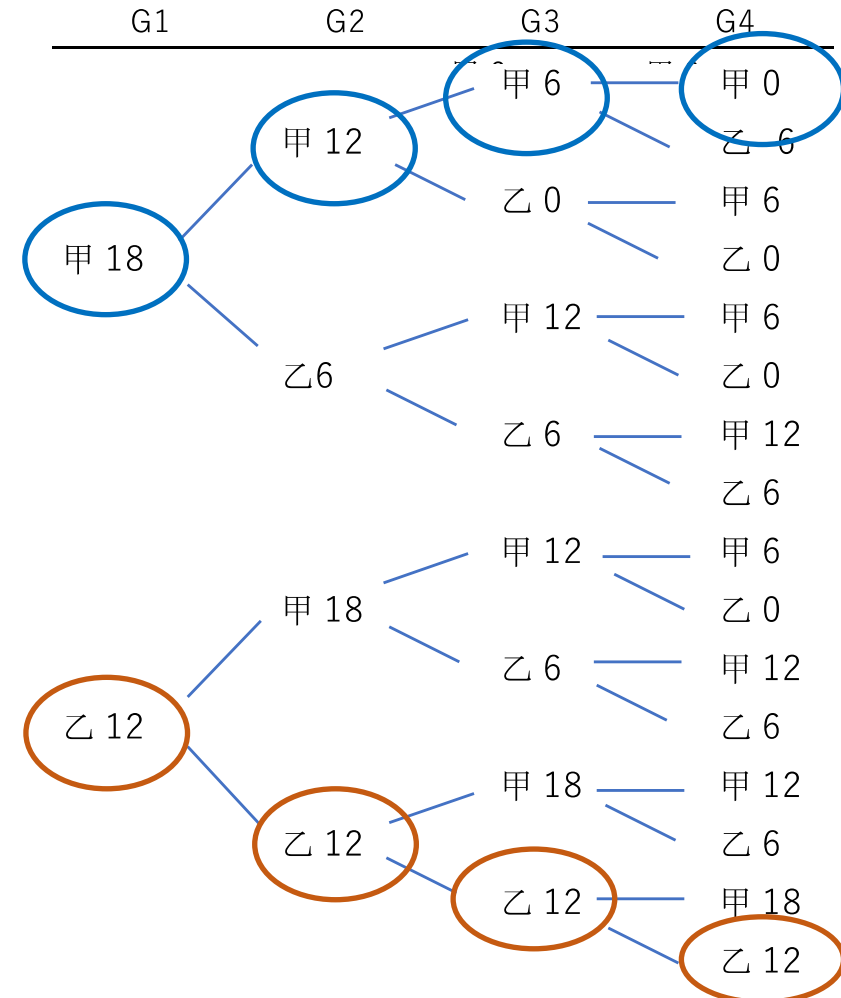 G1 G2 G3 G4
甲 6 甲 0
甲 12 乙 6
乙 0 甲 6
甲 18 乙 0
甲 12 甲 6
乙6 乙 0
乙 6 甲 12
乙 6
甲 12 甲 6
甲 18 乙 0
乙 6 甲 12
乙 12 乙 6
甲 18 甲 12
乙 12 乙 6
乙 12 甲 18
乙 12